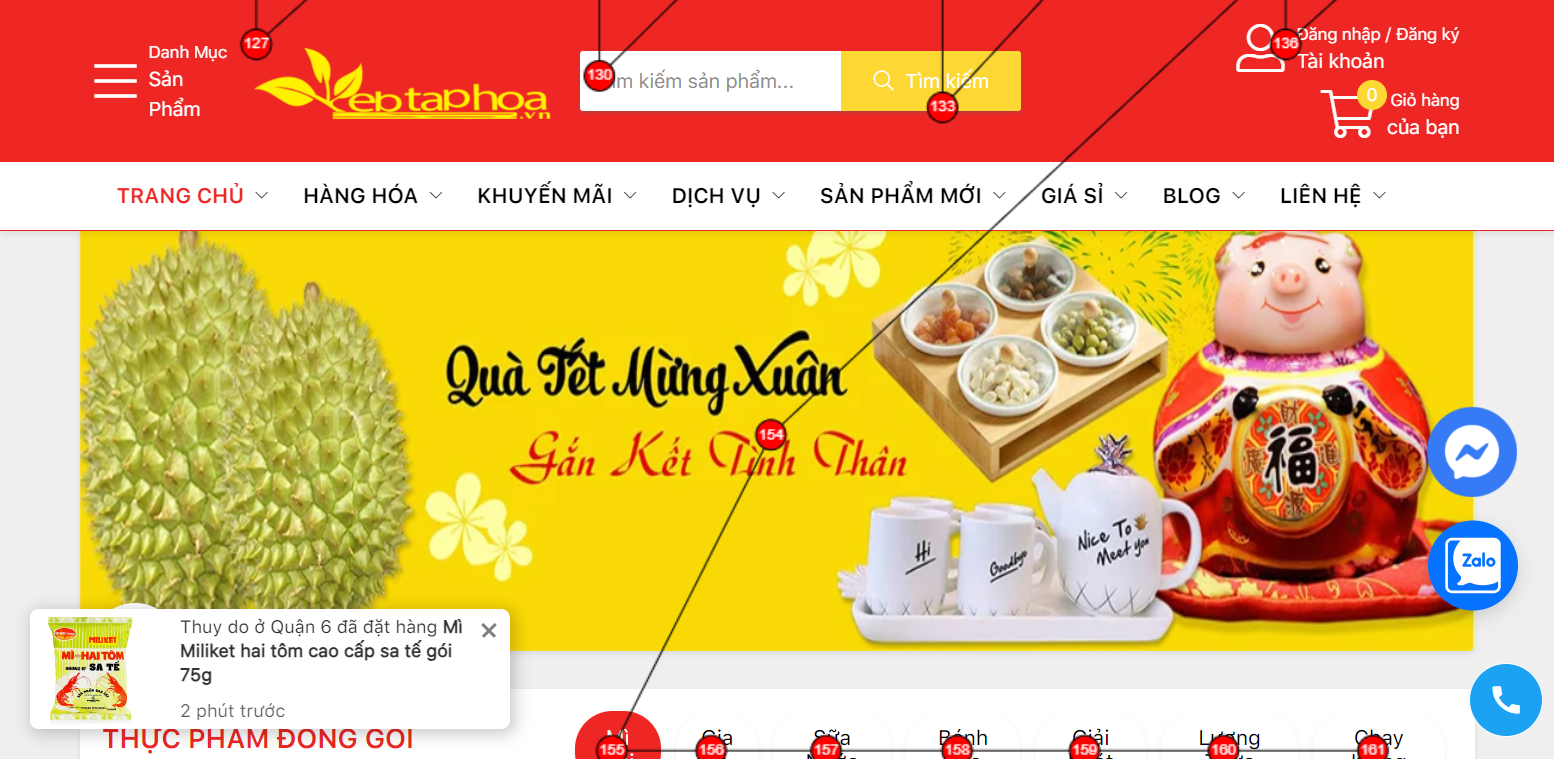 Danh Mục
Sản
Phẩm
127
eptaphoa
.vn
130
m kiếm sản phẩm...
Tìm kiếm
133
136
Đăng nhập / Đăng ký
Tài khoản
0
Giỏ hàng
của bạn
TRANG CHỦ HÀNG HÓA KHUYẾN MÃI DỊCH VỤ SẢN PHẨM MỚI GIÁ SỈ BLOG LIÊN HỆ
Quà Tết Mừng Xuân
Gắn Kết Tình Thân
154
財
福
Hi
Goodbye
Nice To
Meet you
Zalo
MILIKET
MÌ HAI TÔM
SA TẾ
Thuy do ở Quận 6 đã đặt hàng Mì
Miliket hai tôm cao cấp sa tế gói
75g
2 phút trước
THỰC PHẨM ĐÓNG GÓI
Mì Gia Sữa Bánh Giải Lương Chay
155 156 157 158 159 160 161